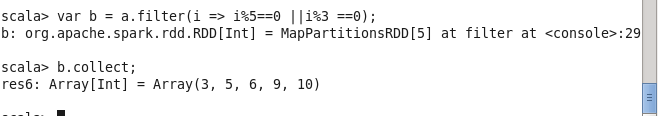 scala> var b = a.filter(i => i%5==0 ||i%3 ==0);
b: org.apache.spark.rdd.RDD[Int] = MapPartitionsRDD[5] at filter at <console>:29
scala> b.collect;
res6: Array[Int] = Array(3, 5, 6, 9, 10)